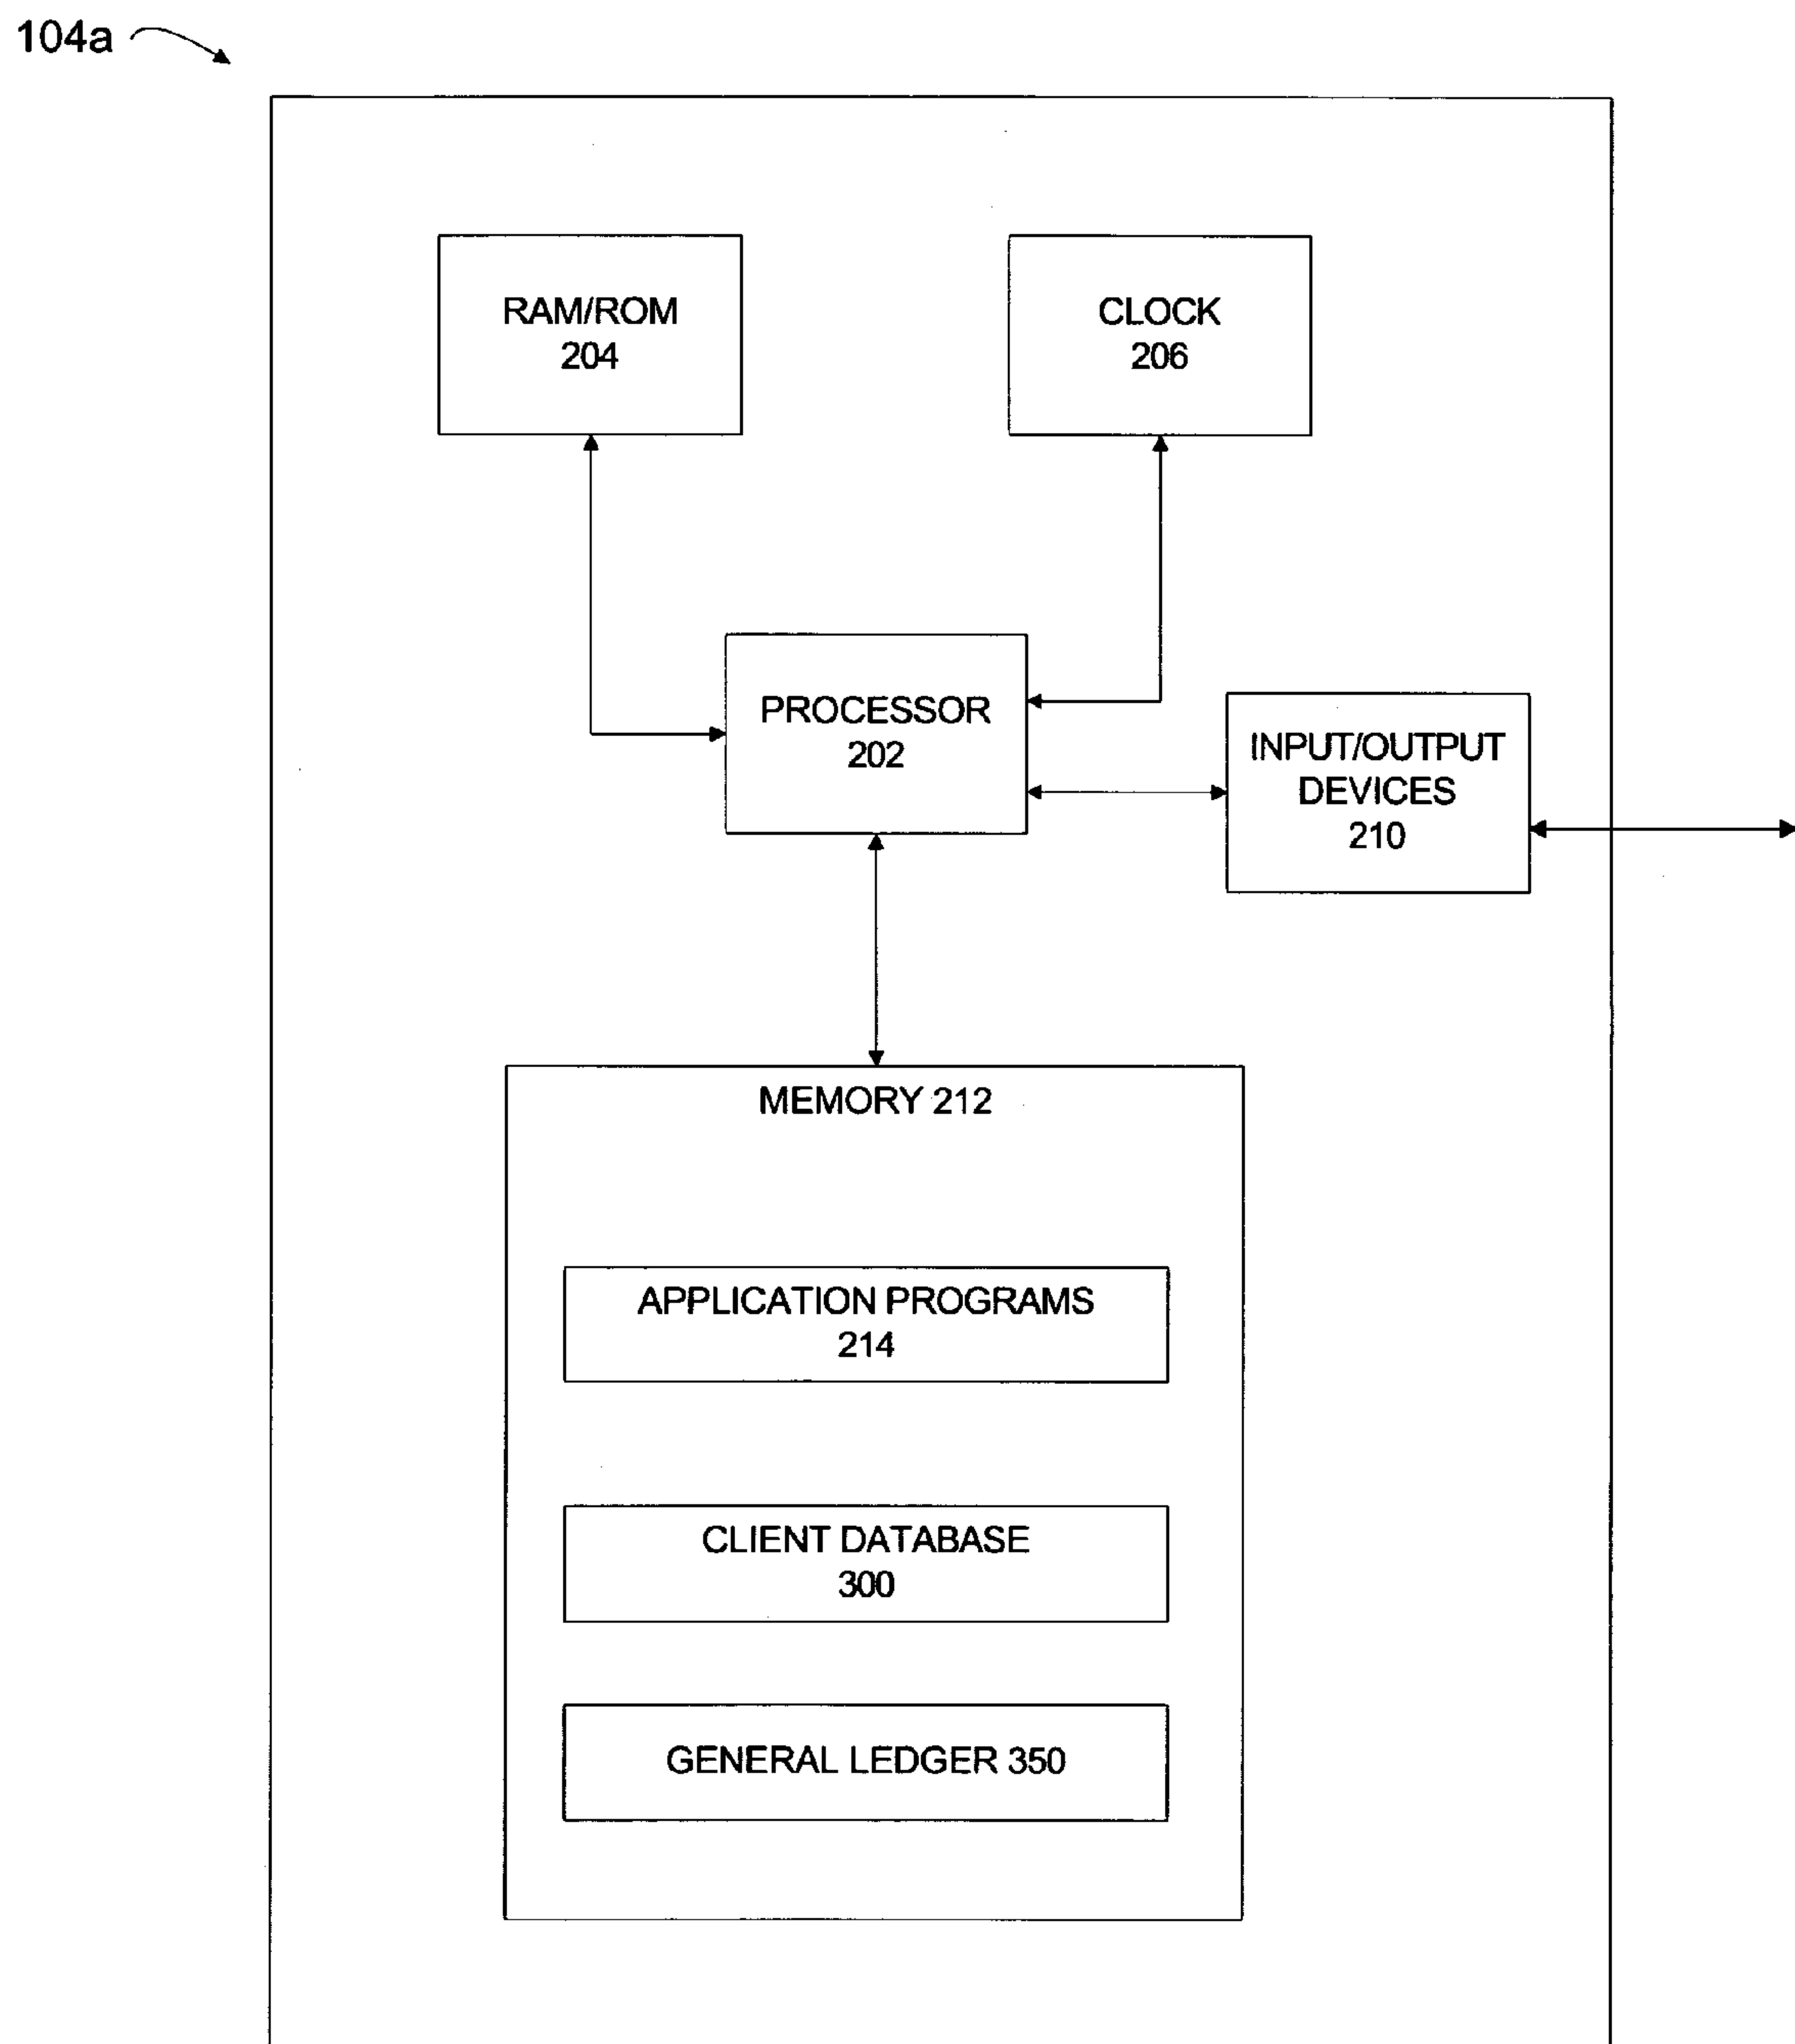 104a
RAM/ROM
204
CLOCK
206
PROCESSOR
202
INPUT/OUTPUT
DEVICES
210
MEMORY 212
APPLICATION PROGRAMS
214
CLIENT DATABASE
300
GENERAL LEDGER 350